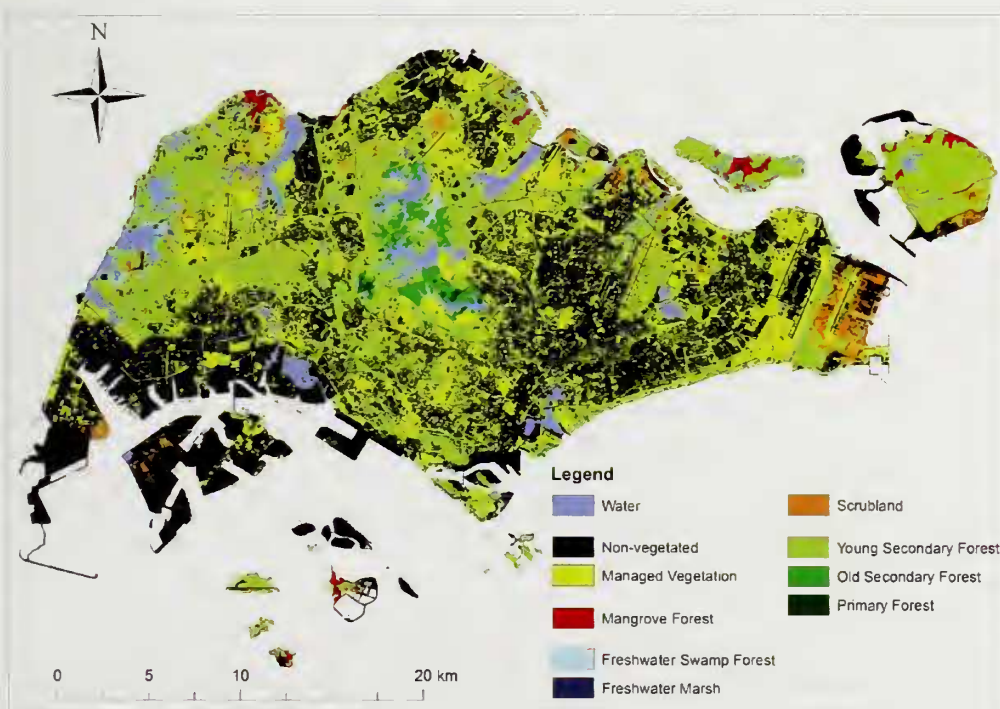 N
Legend
Water
Non-vegetated
Managed Vegetation
Mangrove Forest
Freshwater Swamp Forest
Freshwater Marsh
Scrubland
Young Secondary Forest
Old Secondary Forest
Primary Forest
0 5 10 20 km